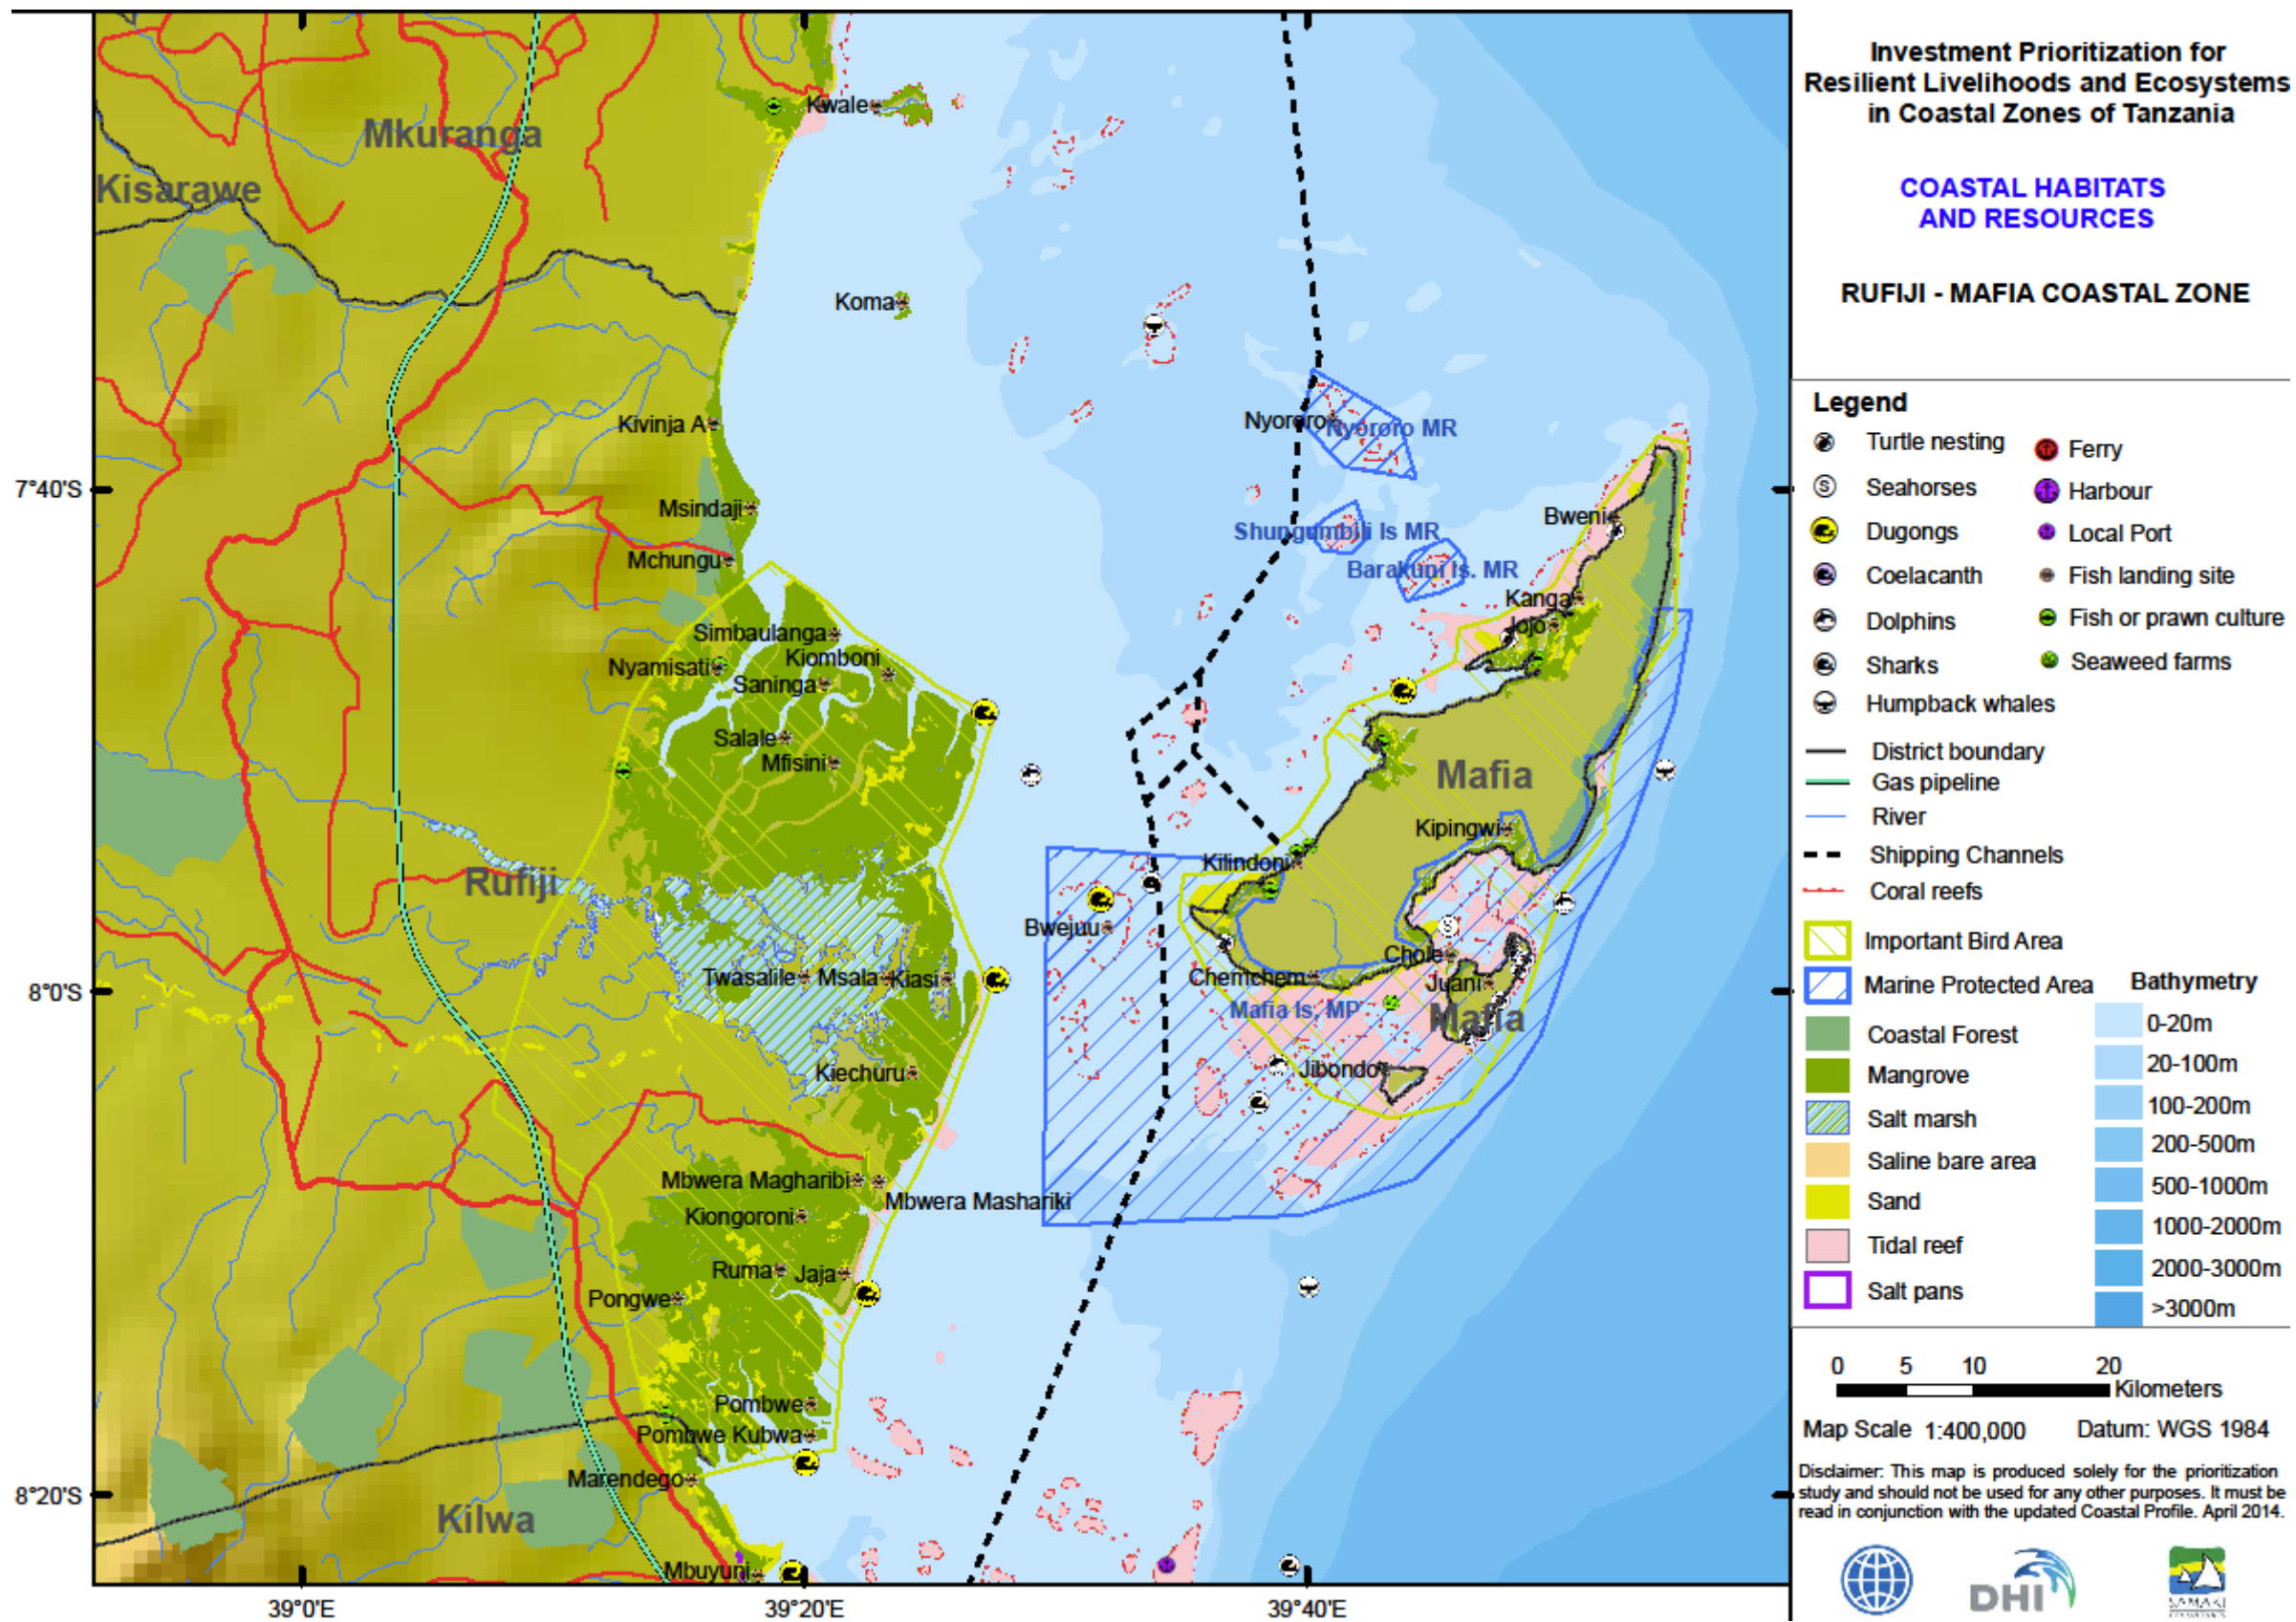 Investment Prioritization for
Resilient Livelihoods and Ecosystems
in Coastal Zones of Tanzania
COASTAL HABITATS
AND RESOURCES
RUFIJI - MAFIA COASTAL ZONE
Legend
Turtle nesting
Seahorses
S
Dugongs
Coelacanth
Dolphins
Sharks
Humpback whales
Ferry
Harbour
Local Port
Fish landing site
Fish or prawn culture
Seaweed farms
District boundary
Gas pipeline
River
Shipping Channels
Coral reefs
Important Bird Area
Marine Protected Area
Coastal Forest
Mangrove
Salt marsh
Saline bare area
Sand
Tidal reef
Salt pans
Bathymetry
0-20m
20-100m
100-200m
200-500m
500-1000m
1000-2000m
2000-3000m
>3000m
0 5 10 20
Kilometers
Map Scale 1:400,000 Datum: WGS 1984
Disclaimer: This map is produced solely for the prioritization
study and should not be used for any other purposes. It must be
read in conjunction with the updated Coastal Profile. April 2014.
DHI
SAMAKI
Kwale
Mkuranga
Kisarawe
Koma
Kivinja A
Nyororo
Nyororo MR
7°40'S
Msindaji
Bweni
Shungumbili Is MR
Mchungu
Barakuni Is. MR
Kanga
Jojo
Simbaulanga
Nyamisati
Kiomboni
Saninga
Salale
Mfisini
Mafia
Kipingwi
Kilindoni
Rufiji
Bwejuu
S
Chole
Twasalile
Msala
Kiasi
Chemchem
Juani
8°0'S
Mafia Is. MP
Mafia
Kiechuru
Jibondo
Mbwera Magharibi
Mbwera Mashariki
Kiongoroni
Ruma
Jaja
Pongwe
Pombwe
Pombwe Kubwa
Marendego
8°20'S
Kilwa
Mbuyuni
39°0'E
39°20'E
39°40'E